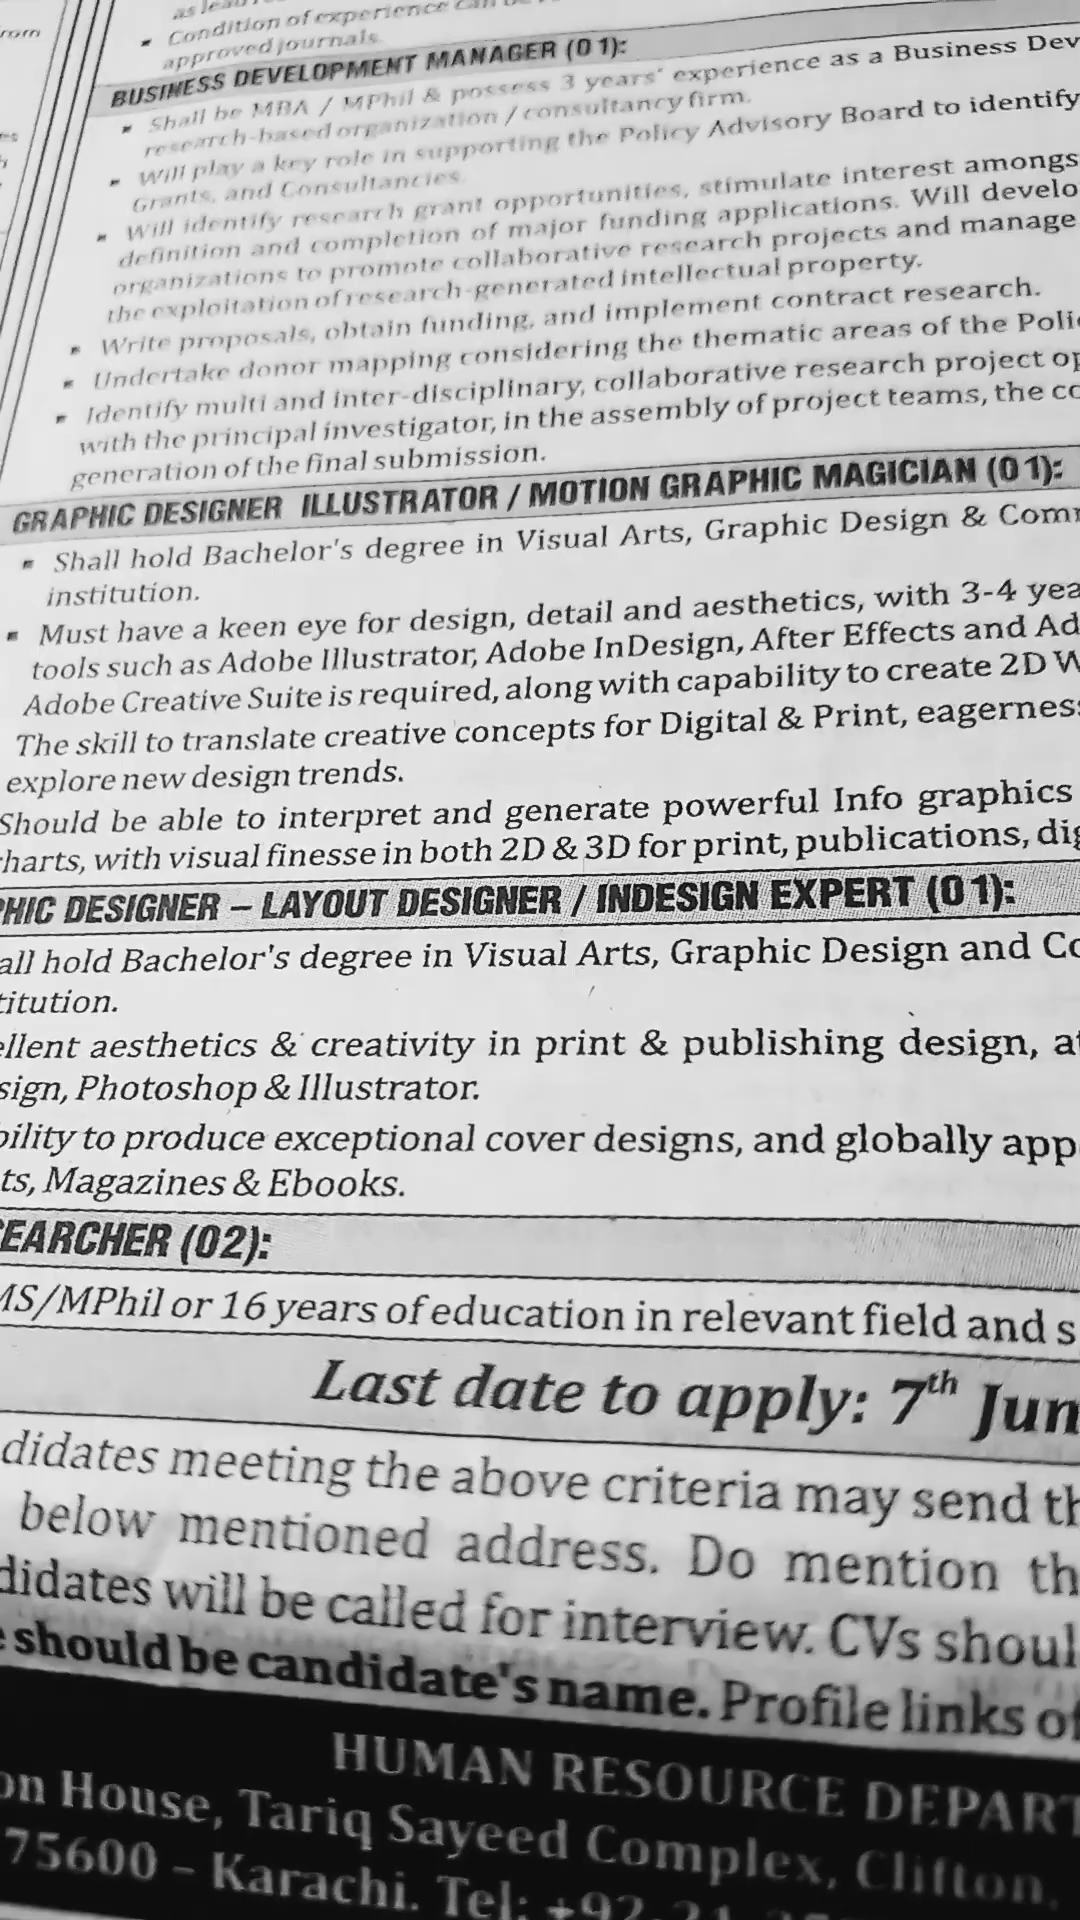 Condition of experience can be
approved journals.
BUSINESS DEVELOPMENT MANAGER (01):
▪ Shall be MBA / MPhil & possess 3 years' experience as a Business Dev
research-based organization / consultancy firm.
▪ Will play a key role in supporting the Policy Advisory Board to identify
Grants, and Consultancies.
▪ Will identify research grant opportunities, stimulate interest amongs
definition and completion of major funding applications. Will develo
organizations to promote collaborative research projects and manage
the exploitation of research-generated intellectual property.
▪ Write proposals, obtain funding, and implement contract research.
▪ Undertake donor mapping considering the thematic areas of the Poli
▪ Identify multi and inter-disciplinary, collaborative research project op
with the principal investigator, in the assembly of project teams, the co
generation of the final submission.
GRAPHIC DESIGNER ILLUSTRATOR / MOTION GRAPHIC MAGICIAN (01):
▪ Shall hold Bachelor's degree in Visual Arts, Graphic Design & Com
institution.
▪ Must have a keen eye for design, detail and aesthetics, with 3-4 yea
tools such as Adobe Illustrator, Adobe InDesign, After Effects and Ad
Adobe Creative Suite is required, along with capability to create 2D W
The skill to translate creative concepts for Digital & Print, eagerness
explore new design trends.
Should be able to interpret and generate powerful Info graphics
harts, with visual finesse in both 2D & 3D for print, publications, dig
PHIC DESIGNER – LAYOUT DESIGNER / INDESIGN EXPERT (01):
all hold Bachelor's degree in Visual Arts, Graphic Design and Co
titution.
ellent aesthetics & creativity in print & publishing design, at
sign, Photoshop & Illustrator.
bility to produce exceptional cover designs, and globally app
ts, Magazines & Ebooks.
EARCHER (02):
MS/MPhil or 16 years of education in relevant field and s
Last date to apply: 7th Jun
didates meeting the above criteria may send th
below mentioned address. Do mention th
didates will be called for interview. CVs shoul
e should be candidate's name. Profile links of
HUMAN RESOURCE DEPART
on House, Tariq Sayeed Complex, Clifton,
75600 – Karachi. Tel: +92-21-35